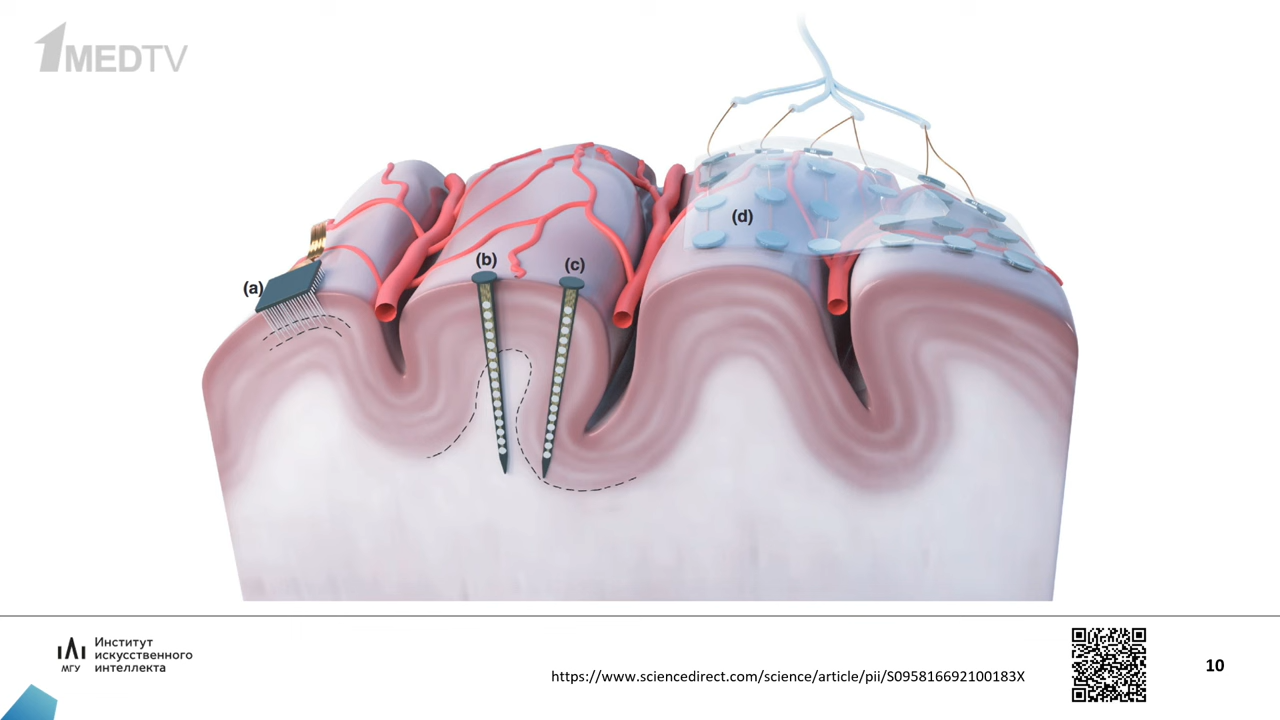 1MEDTV
(d)
(b)
(c)
(a)
Институт
искусственного
интеллекта
МГУ
https://www.sciencedirect.com/science/article/pii/S095816692100183X
10